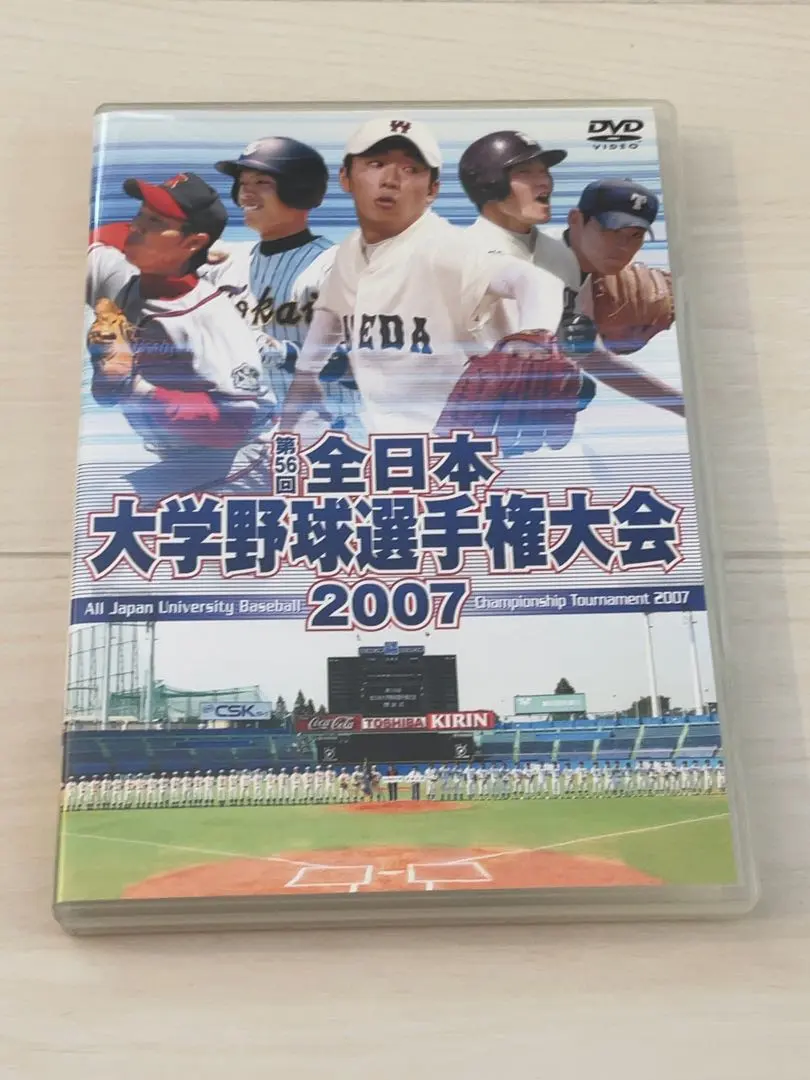 DVD
VIDEO
W
T
okai
EDA
第56回
全日本
大学野球選手権大会
All Japan University Baseball
2007
Championship Tournament 2007
CSK
Coca-Cola
TOSHIBA
KIRIN